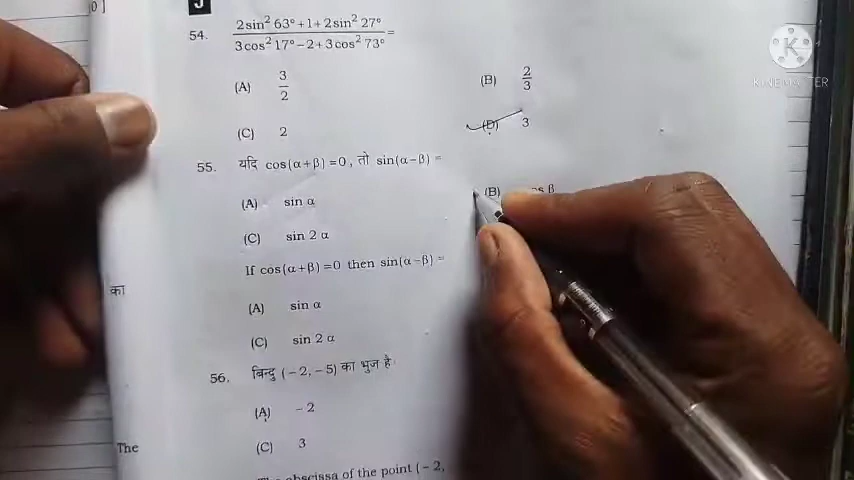 0]
J
54. 2sin² 63° + 1 + 2sin² 27° / 3cos² 17° − 2 + 3cos² 73° =
(A) 3/2 (B) 2/3
(C) 2 (D) 3
55. यदि cos(α+β)=0, तो sin(α−β)=
(A) sin α (B) β
(C) sin 2α
If cos(α+β)=0 then sin(α−β)=
(A) sin α
(C) sin 2α
का
56. बिन्दु (−2, −5) का भुज है
(A) −2
(C) 3
The
abscissa of the point (−2,
K
KINEMASTER